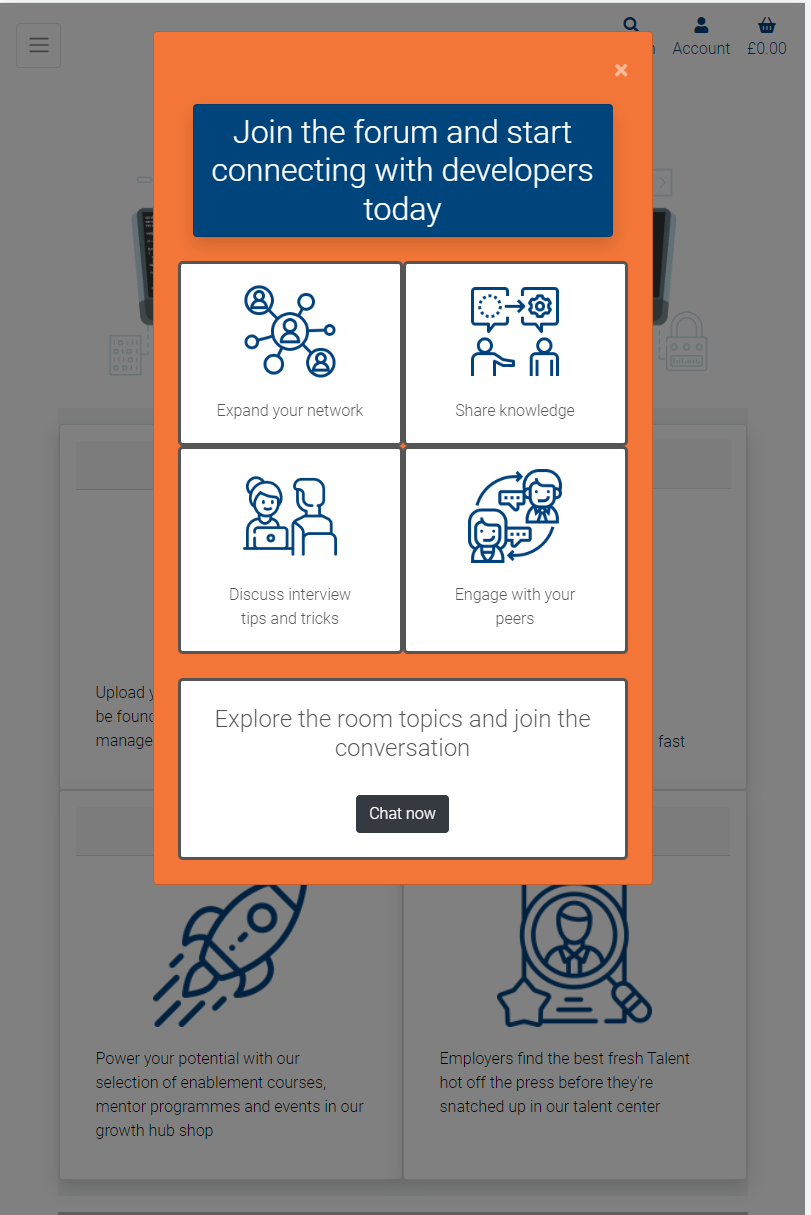 Account
£0.00
×
Join the forum and start
connecting with developers
today
Expand your network
Share knowledge
Discuss interview
tips and tricks
Engage with your
peers
Upload
be
manage
fast
Explore the room topics and join the
conversation
Chat now
Power your potential with our
selection of enablement courses,
mentor programmes and events in our
growth hub shop
Employers find the best fresh Talent
hot off the press before they're
snatched up in our talent center